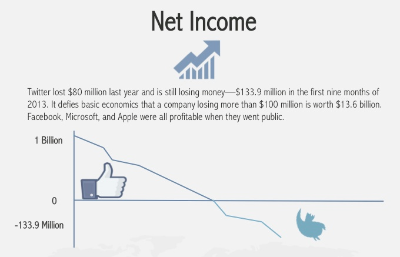 Net Income
Twitter lost $80 million last year and is still losing money—$133.9 million in the first nine months of
2013. It defies basic economics that a company losing more than $100 million is worth $13.6 billion.
Facebook, Microsoft, and Apple were all profitable when they went public.
1 Billion
0
-133.9 Million